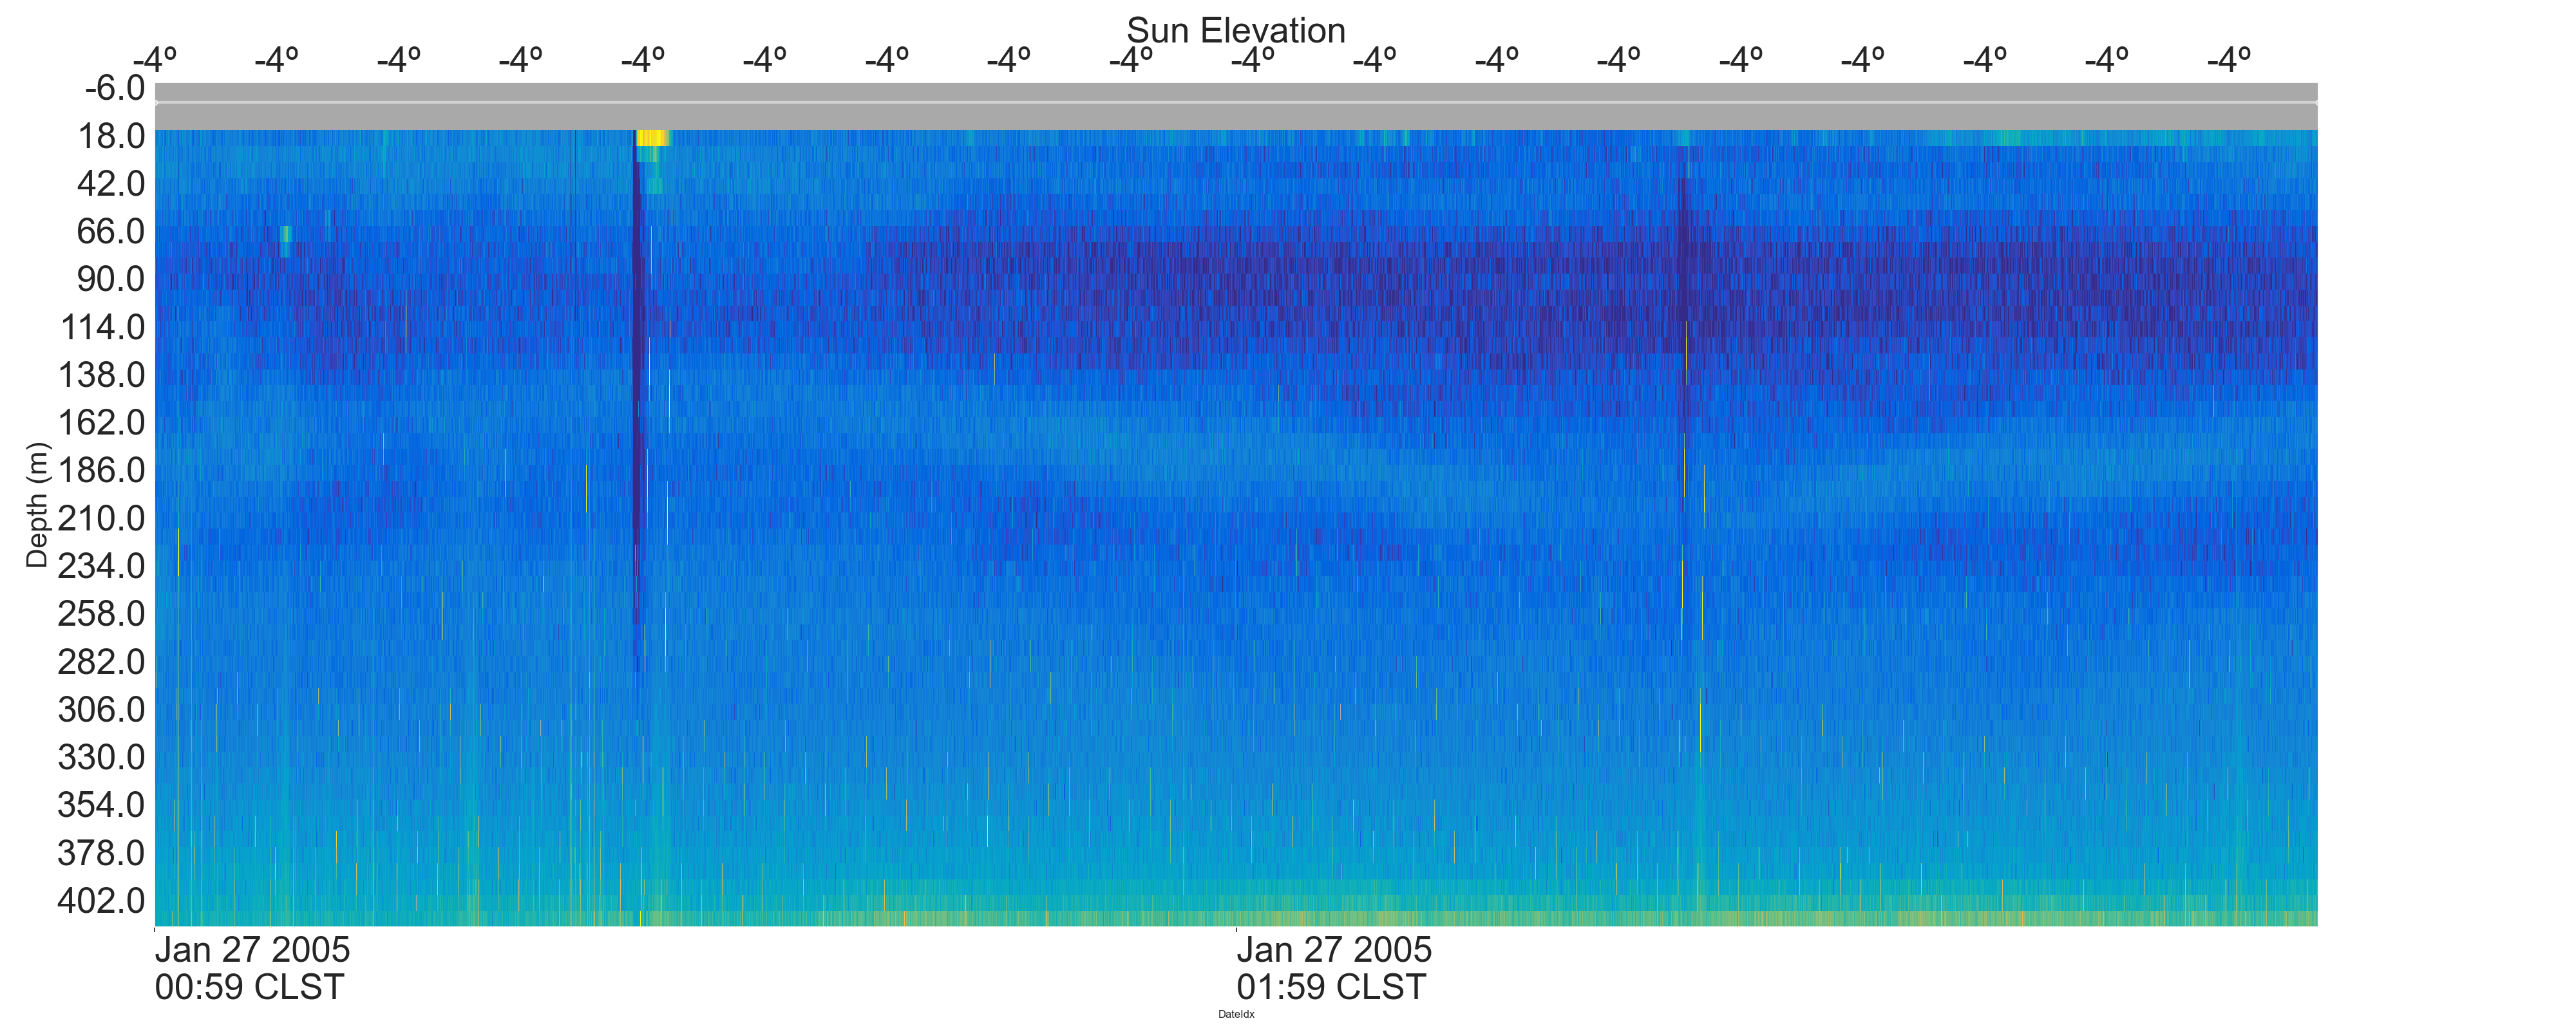 Sun Elevation
-4º -4º -4º -4º -4º -4º -4º -4º -4º -4º -4º -4º -4º -4º -4º -4º -4º -4º
-6.0
18.0
42.0
66.0
90.0
114.0
138.0
162.0
186.0
210.0
234.0
258.0
282.0
306.0
330.0
354.0
378.0
402.0
Depth (m)
Jan 27 2005
00:59 CLST
Jan 27 2005
01:59 CLST
DateIdx